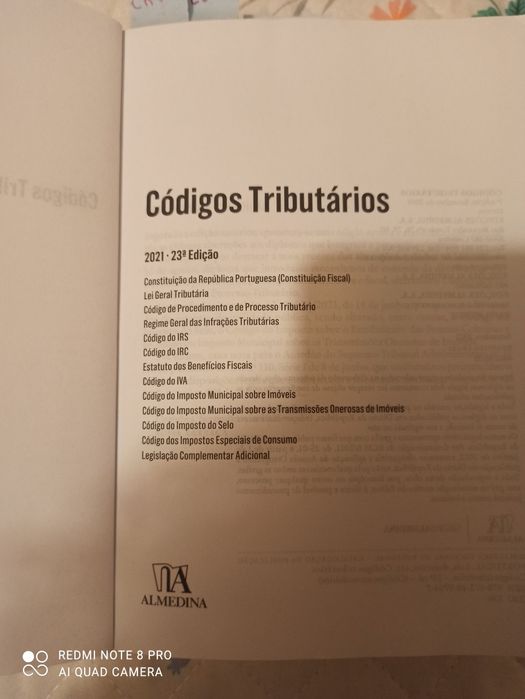 Códigos Tributários
2021 · 23ª Edição
Constituição da República Portuguesa (Constituição Fiscal)
Lei Geral Tributária
Código de Procedimento e de Processo Tributário
Regime Geral das Infrações Tributárias
Código do IRS
Código do IRC
Estatuto dos Benefícios Fiscais
Código do IVA
Código do Imposto Municipal sobre Imóveis
Código do Imposto Municipal sobre as Transmissões Onerosas de Imóveis
Código do Imposto do Selo
Código dos Impostos Especiais de Consumo
Legislação Complementar Adicional
ALMEDINA
REDMI NOTE 8 PRO
AI QUAD CAMERA